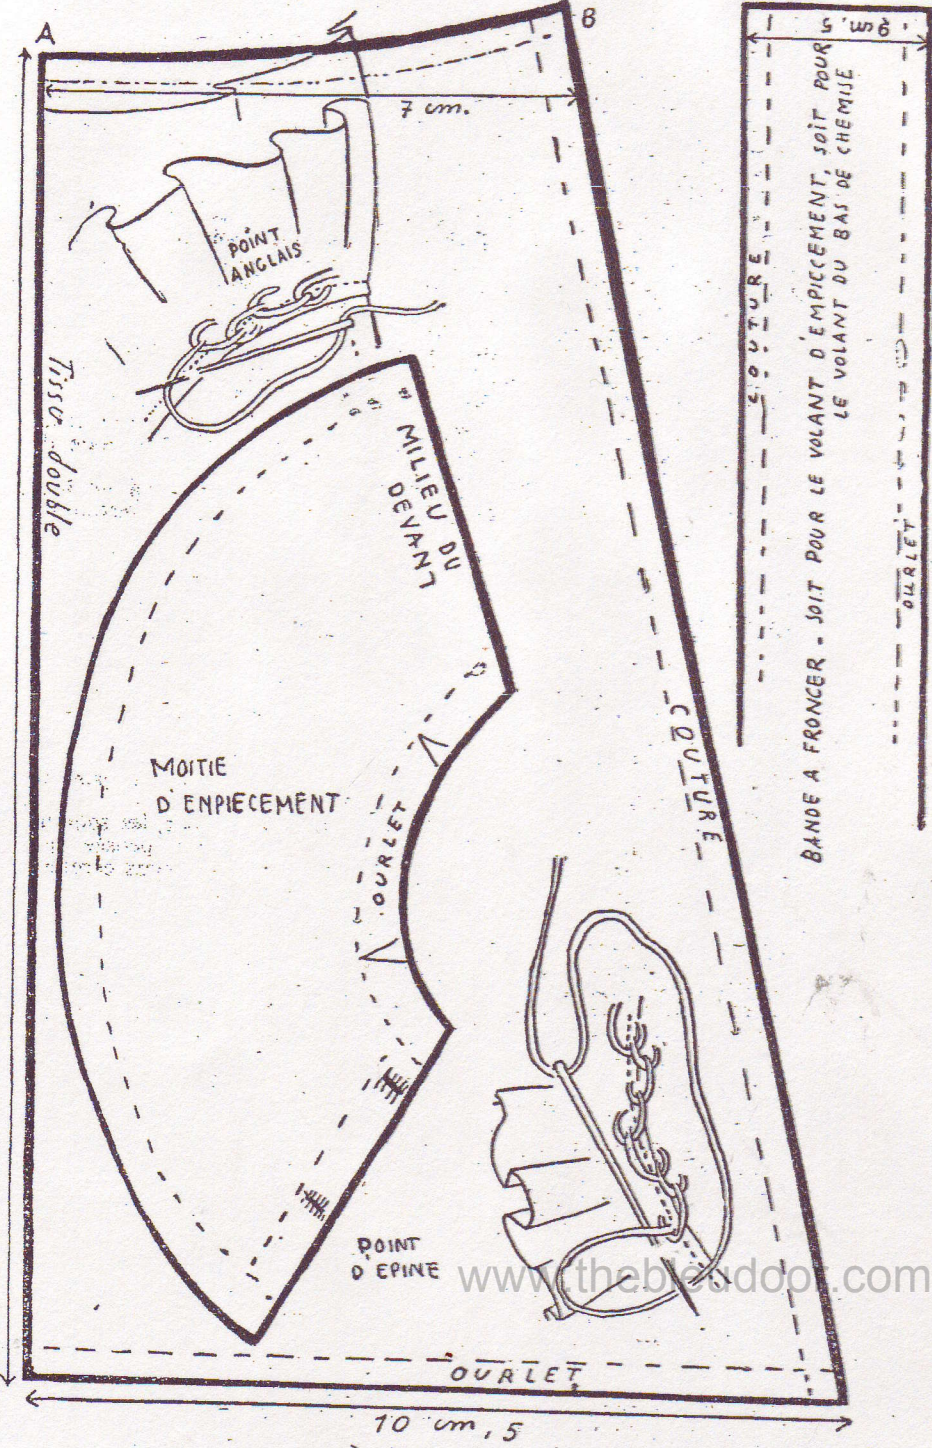 A
B
7 cm.
2 cm, 5
POINT
ANGLAIS
Tissu double
MILIEU DU
DEVANT
COUTURE
BANDE A FRONCER - SOIT POUR LE VOLANT D'EMPIECEMENT, SOIT POUR
LE VOLANT DU BAS DE CHEMISE
OURLET
COUTURE
MOITIE
D'ENPIECEMENT
OURLET
POINT
D'EPINE
www.thebleudoor.com
OURLET
10 cm, 5